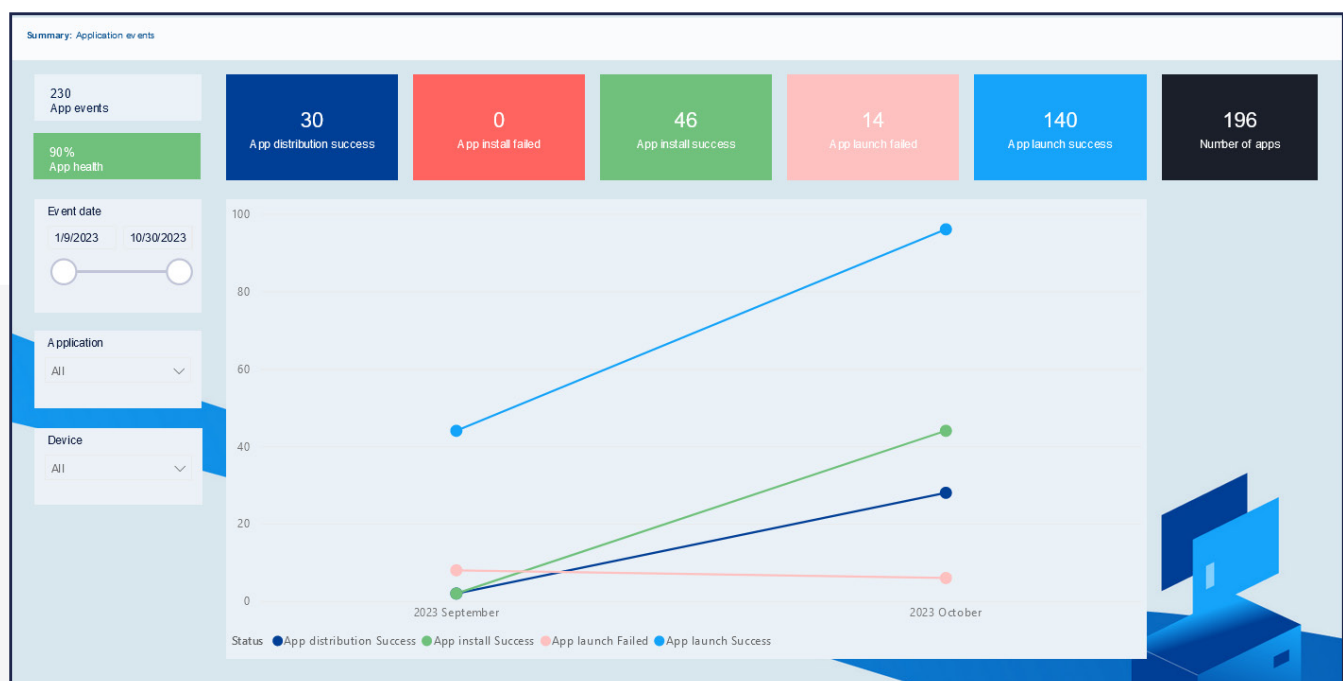 Summary: Application events
230
App events
90%
App health
30
App distribution success
0
App install failed
46
App install success
14
App launch failed
140
App launch success
196
Number of apps
Event date
1/9/2023 10/30/2023
Application
All
Device
All
100
80
60
40
20
0
2023 September 2023 October
Status App distribution Success App install Success App launch Failed App launch Success